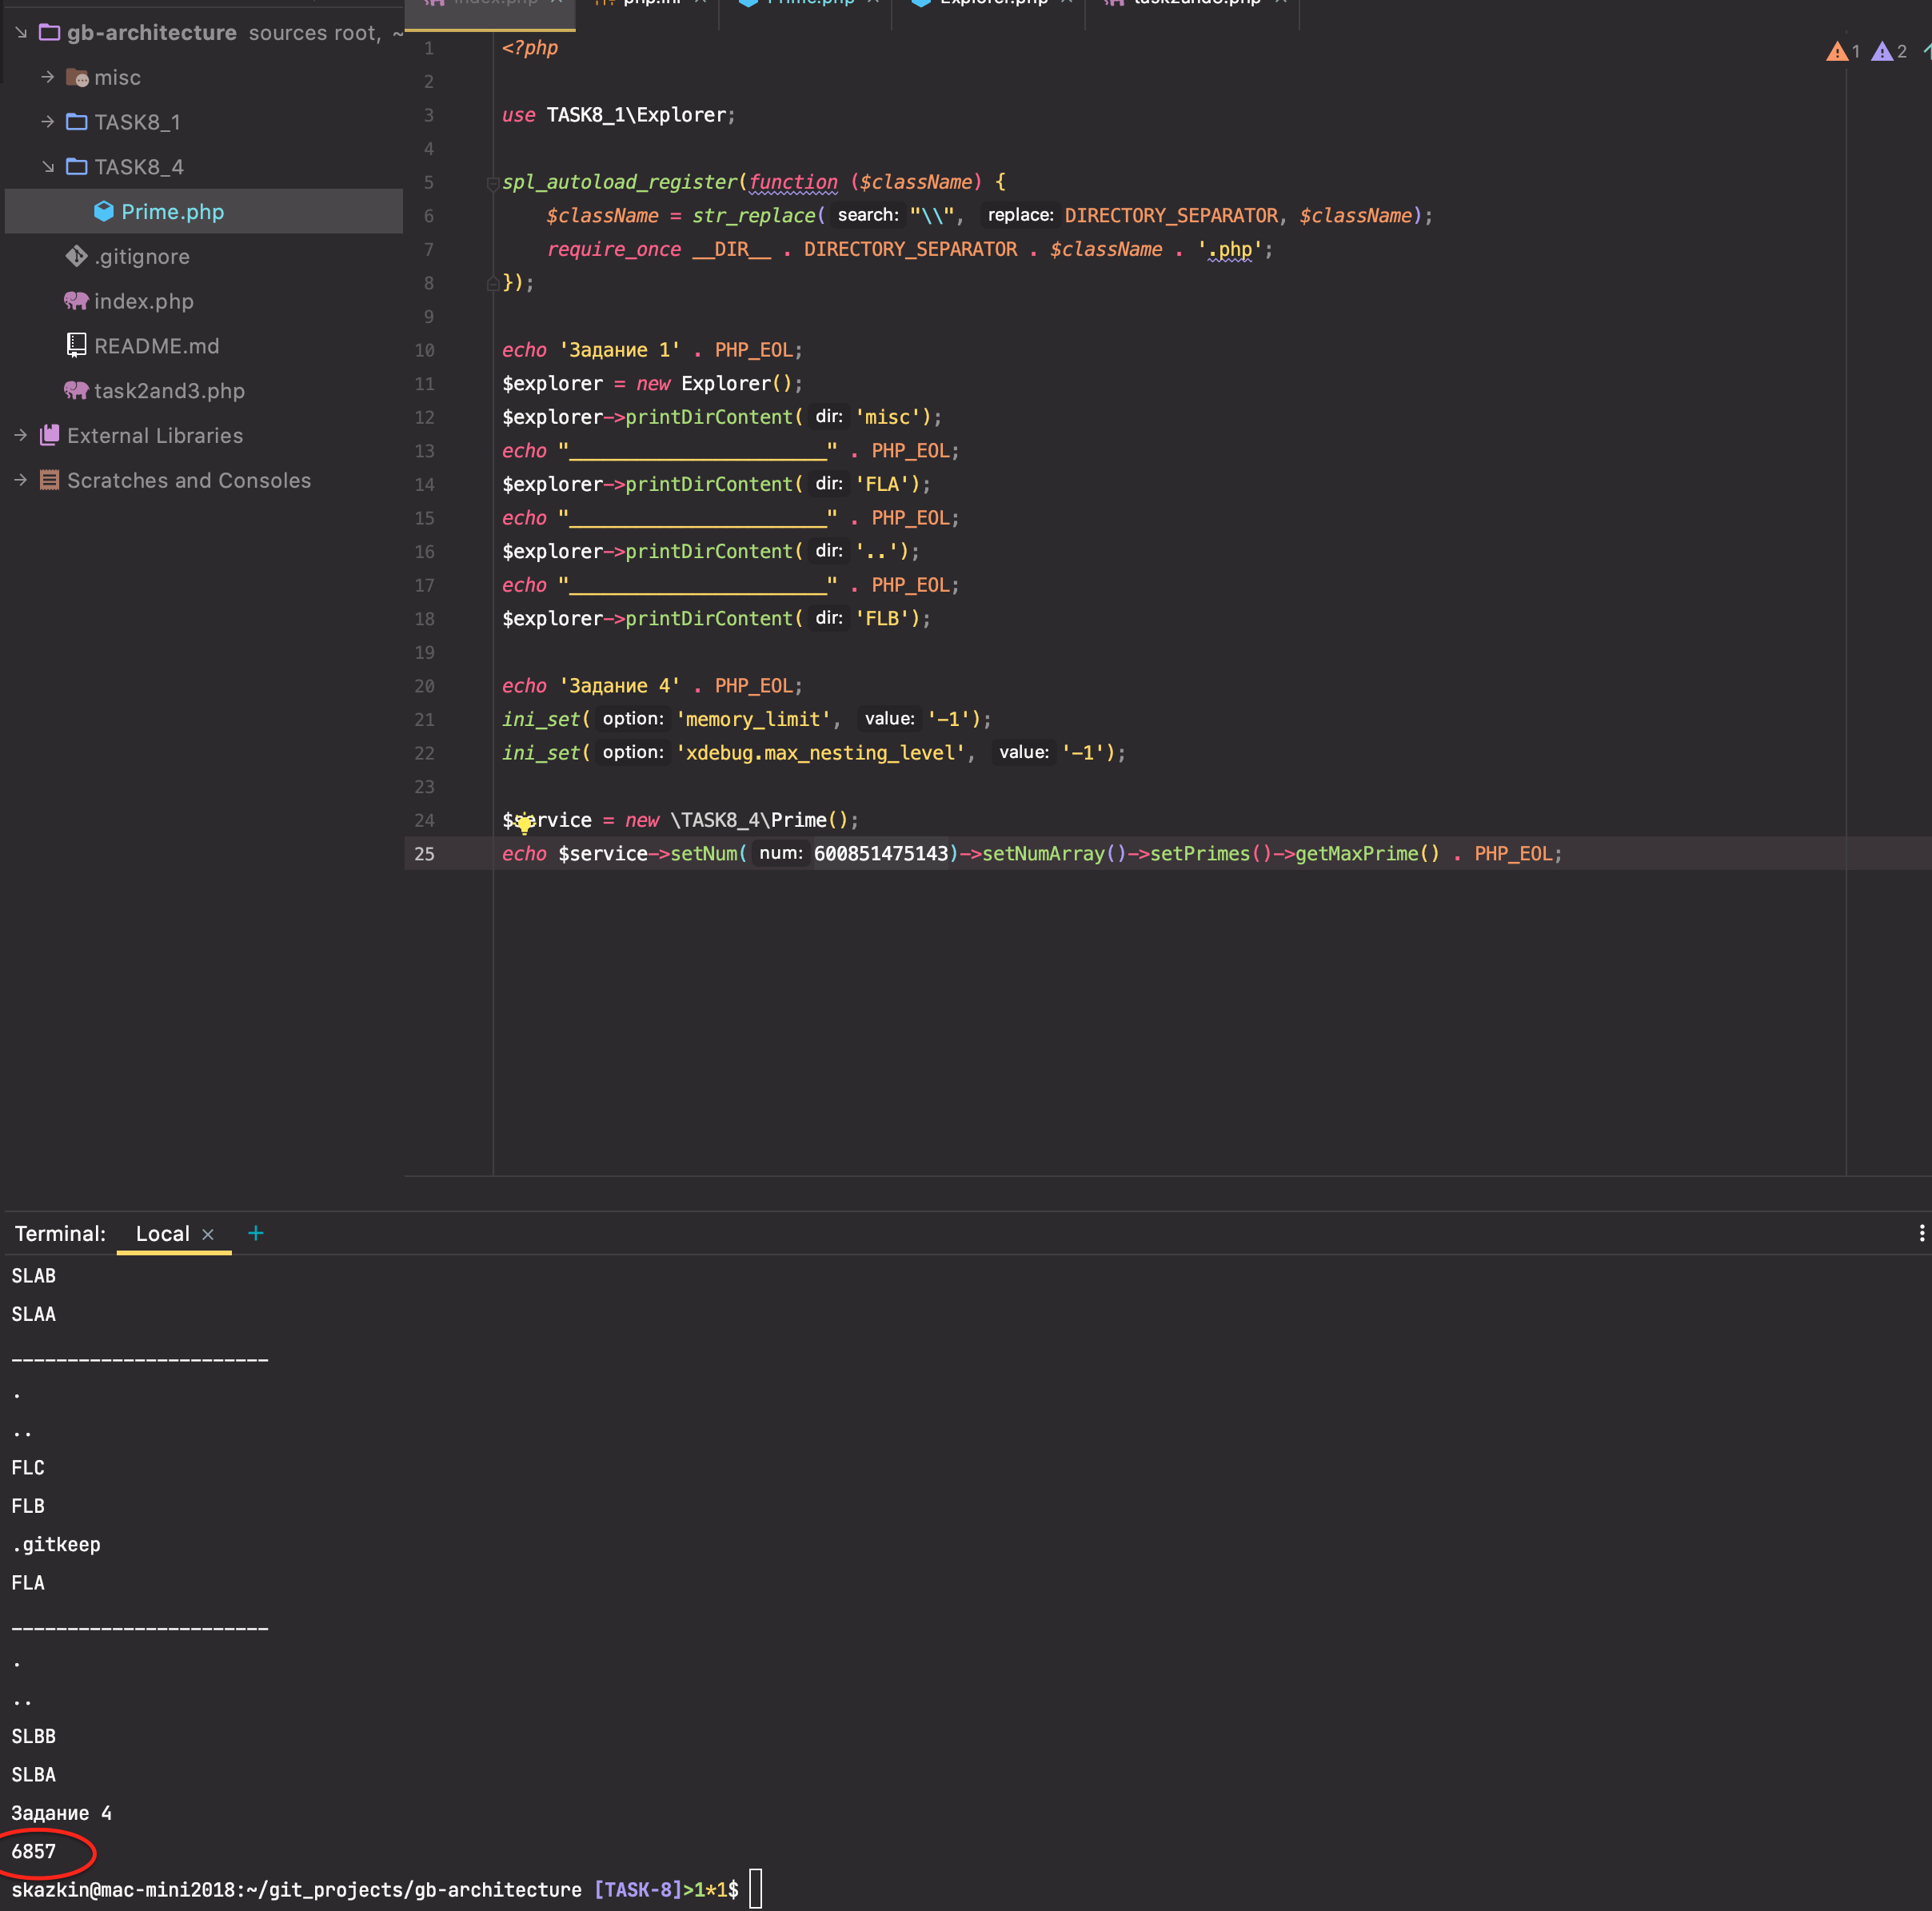 index.php
php.ini
Prime.php
Explorer.php
task2and3.php
gb-architecture sources root, ~
misc
TASK8_1
TASK8_4
Prime.php
.gitignore
index.php
README.md
task2and3.php
External Libraries
Scratches and Consoles
1 2
1 <?php
2
3 use TASK8_1\Explorer;
4
5 spl_autoload_register(function ($className) {
6 $className = str_replace( search: "\\", replace: DIRECTORY_SEPARATOR, $className);
7 require_once __DIR__ . DIRECTORY_SEPARATOR . $className . '.php';
8 });
9
10 echo 'Задание 1' . PHP_EOL;
11 $explorer = new Explorer();
12 $explorer->printDirContent( dir: 'misc');
13 echo "_______________________" . PHP_EOL;
14 $explorer->printDirContent( dir: 'FLA');
15 echo "_______________________" . PHP_EOL;
16 $explorer->printDirContent( dir: '..');
17 echo "_______________________" . PHP_EOL;
18 $explorer->printDirContent( dir: 'FLB');
19
20 echo 'Задание 4' . PHP_EOL;
21 ini_set( option: 'memory_limit', value: '-1');
22 ini_set( option: 'xdebug.max_nesting_level', value: '-1');
23
24 $service = new \TASK8_4\Prime();
25 echo $service->setNum( num: 600851475143)->setNumArray()->setPrimes()->getMaxPrime() . PHP_EOL;
Terminal: Local × +
SLAB
SLAA
_______________________
.
..
FLC
FLB
.gitkeep
FLA
_______________________
.
..
SLBB
SLBA
Задание 4
6857
skazkin@mac-mini2018:~/git_projects/gb-architecture [TASK-8]>1*1$